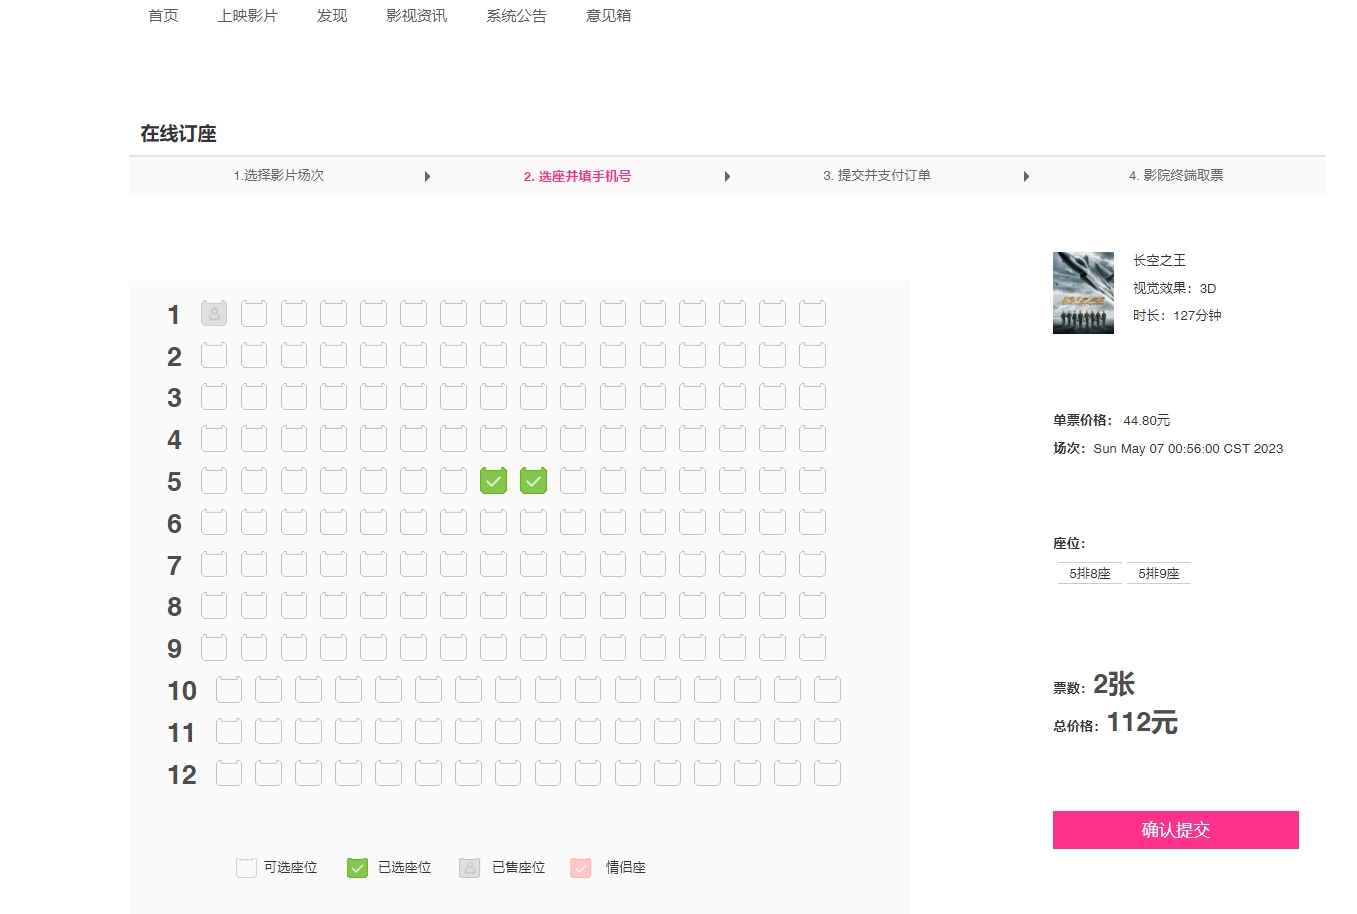 首页 上映影片 发现 影视资讯 系统公告 意见箱
在线订座
1.选择影片场次 2. 选座并填手机号 3. 提交并支付订单 4. 影院终端取票
长空之王
视觉效果：3D
时长：127分钟
单票价格： 44.80元
场次：Sun May 07 00:56:00 CST 2023
座位：
5排8座 5排9座
票数：2张
总价格：112元
确认提交
1
2
3
4
5
6
7
8
9
10
11
12
可选座位 已选座位 已售座位 情侣座